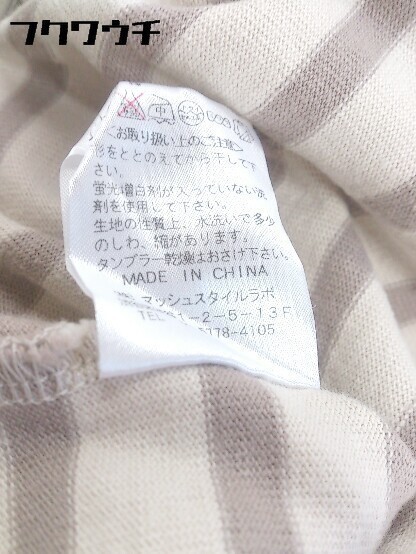 フクワウチ
お取り扱い上のご注意
形をととのえてから干して下
さい。
蛍光増白剤が入っていない洗
剤を使用して下さい。
生地の性質上、水洗いで多少
のしわ、縮があります。
タンブラー乾燥はおさけ下さい。
MADE IN CHINA
マッシュスタイルラボ
1-2-5-13F
78-4105